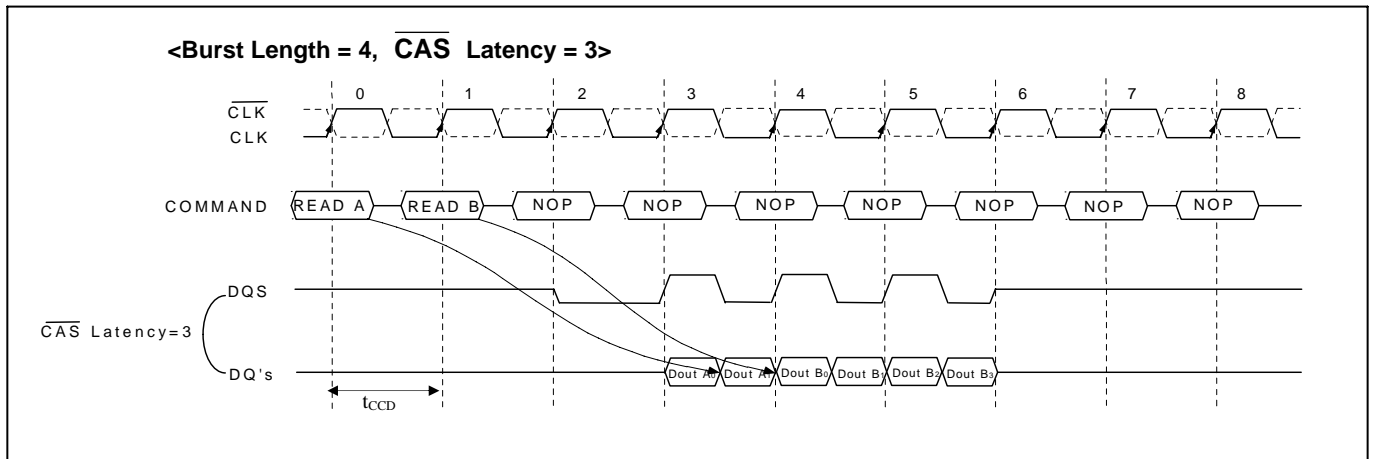 <Burst Length = 4, CAS Latency = 3>
0 1 2 3 4 5 6 7 8
CLK
CLK
COMMAND READ A READ B NOP NOP NOP NOP NOP NOP NOP
DQS
CAS Latency=3
DQ's Dout A0 Dout A1 Dout B0 Dout B1 Dout B2 Dout B3
tCCD